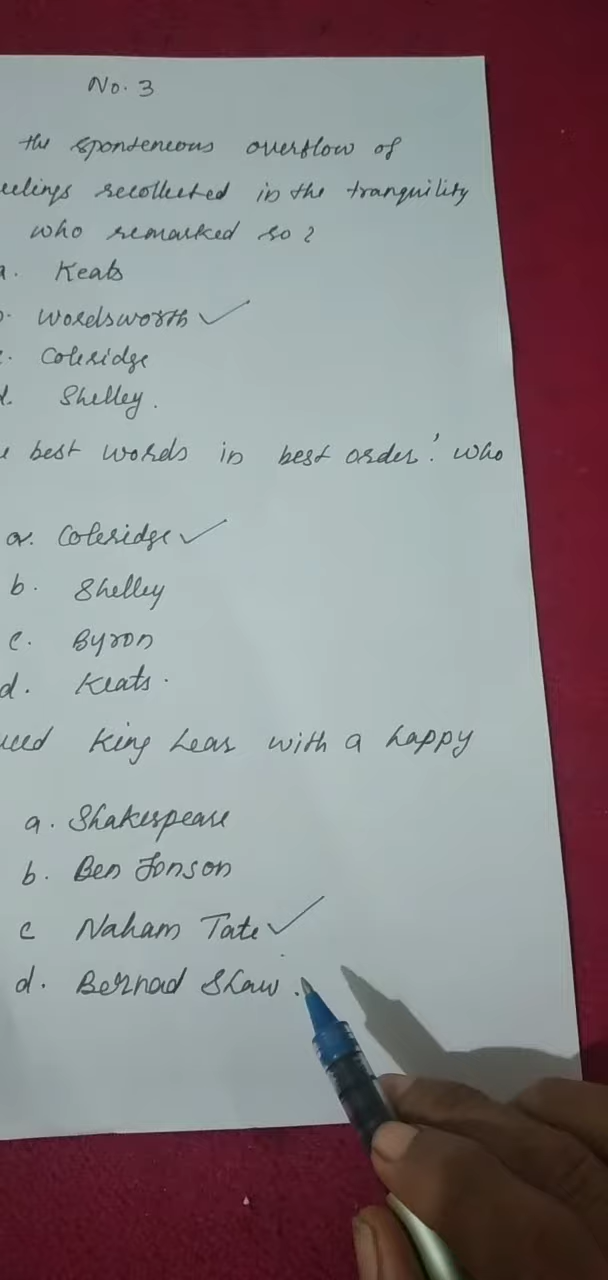 No. 3
the sponteneous overflow of
eelings recollected in the tranquility
who remarked so?
a. Keats
b. Wordsworth ✓
c. Coleridge
d. Shelley.
best words in best order'. who
a. Coleridge ✓
b. Shelley
c. Byron
d. Keats.
uced King Lear with a happy
a. Shakespeare
b. Ben Jonson
c Naham Tate ✓
d. Bernad Shaw.